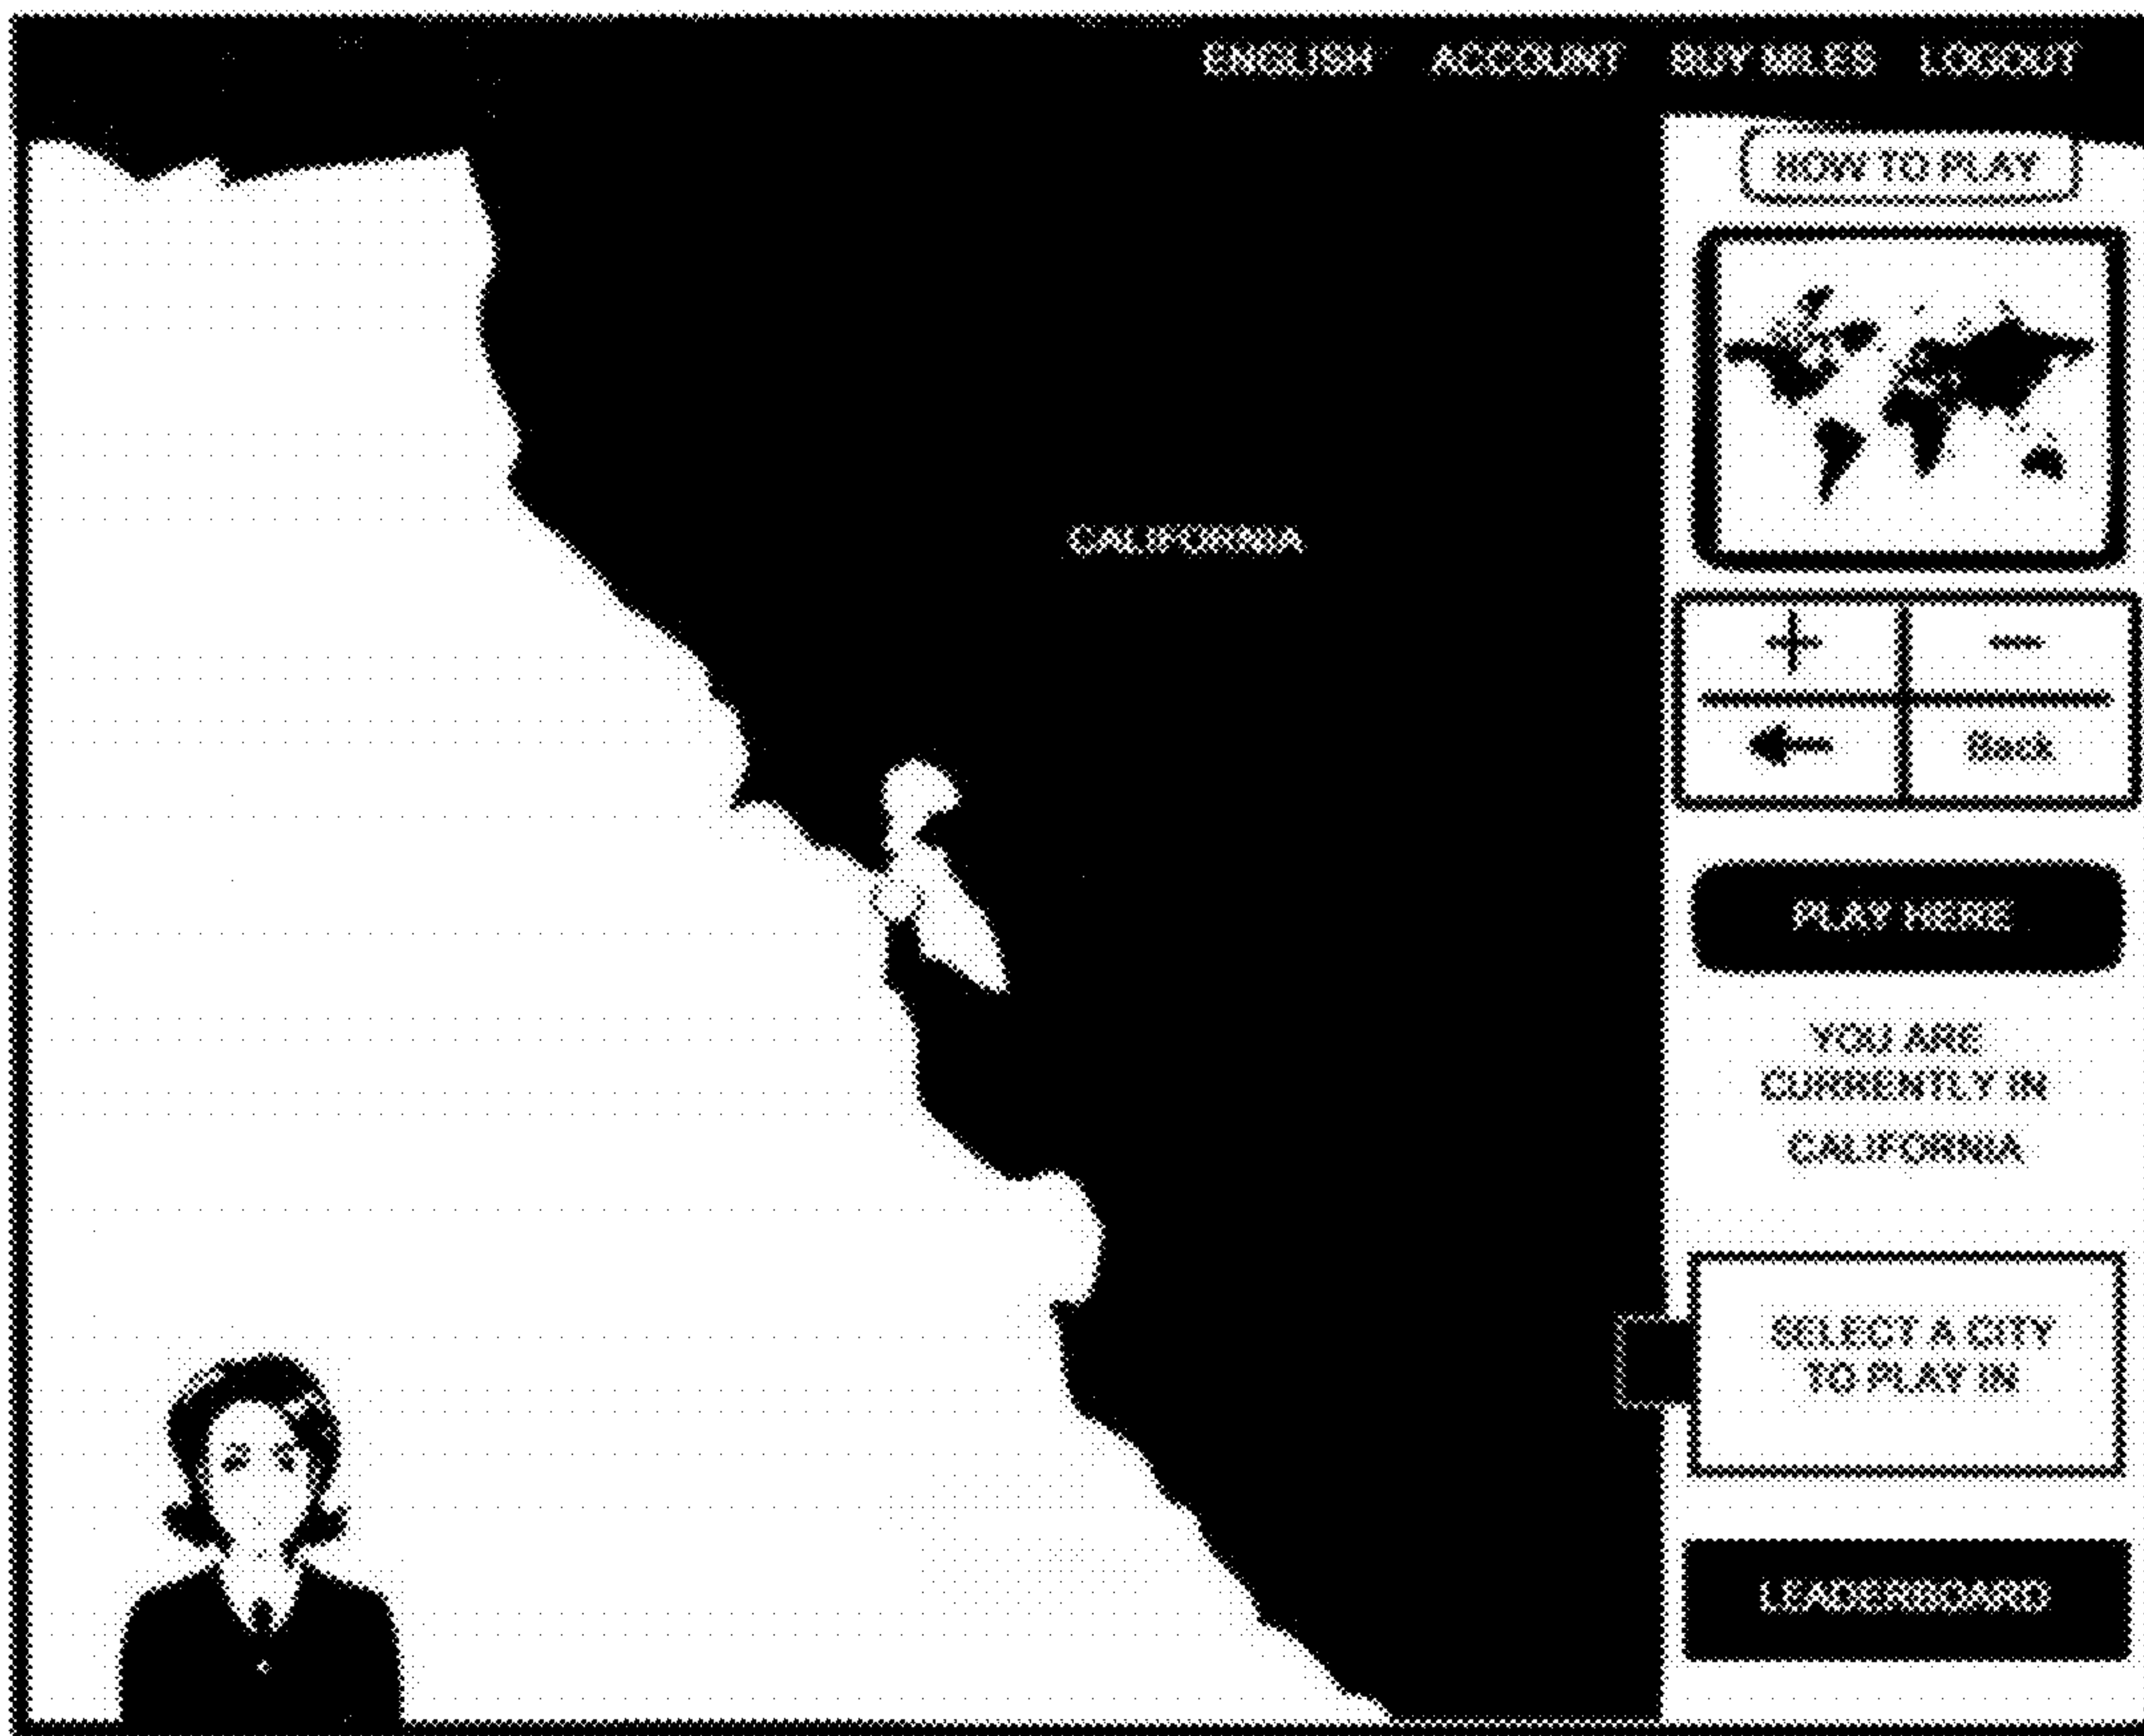 ENGLISH ACCOUNT BUY MILES LOGOUT
HOW TO PLAY
CALIFORNIA
+ −
Back
PLAY HERE
YOU ARE
CURRENTLY IN
CALIFORNIA
SELECT A CITY
TO PLAY IN
LEADERBOARD